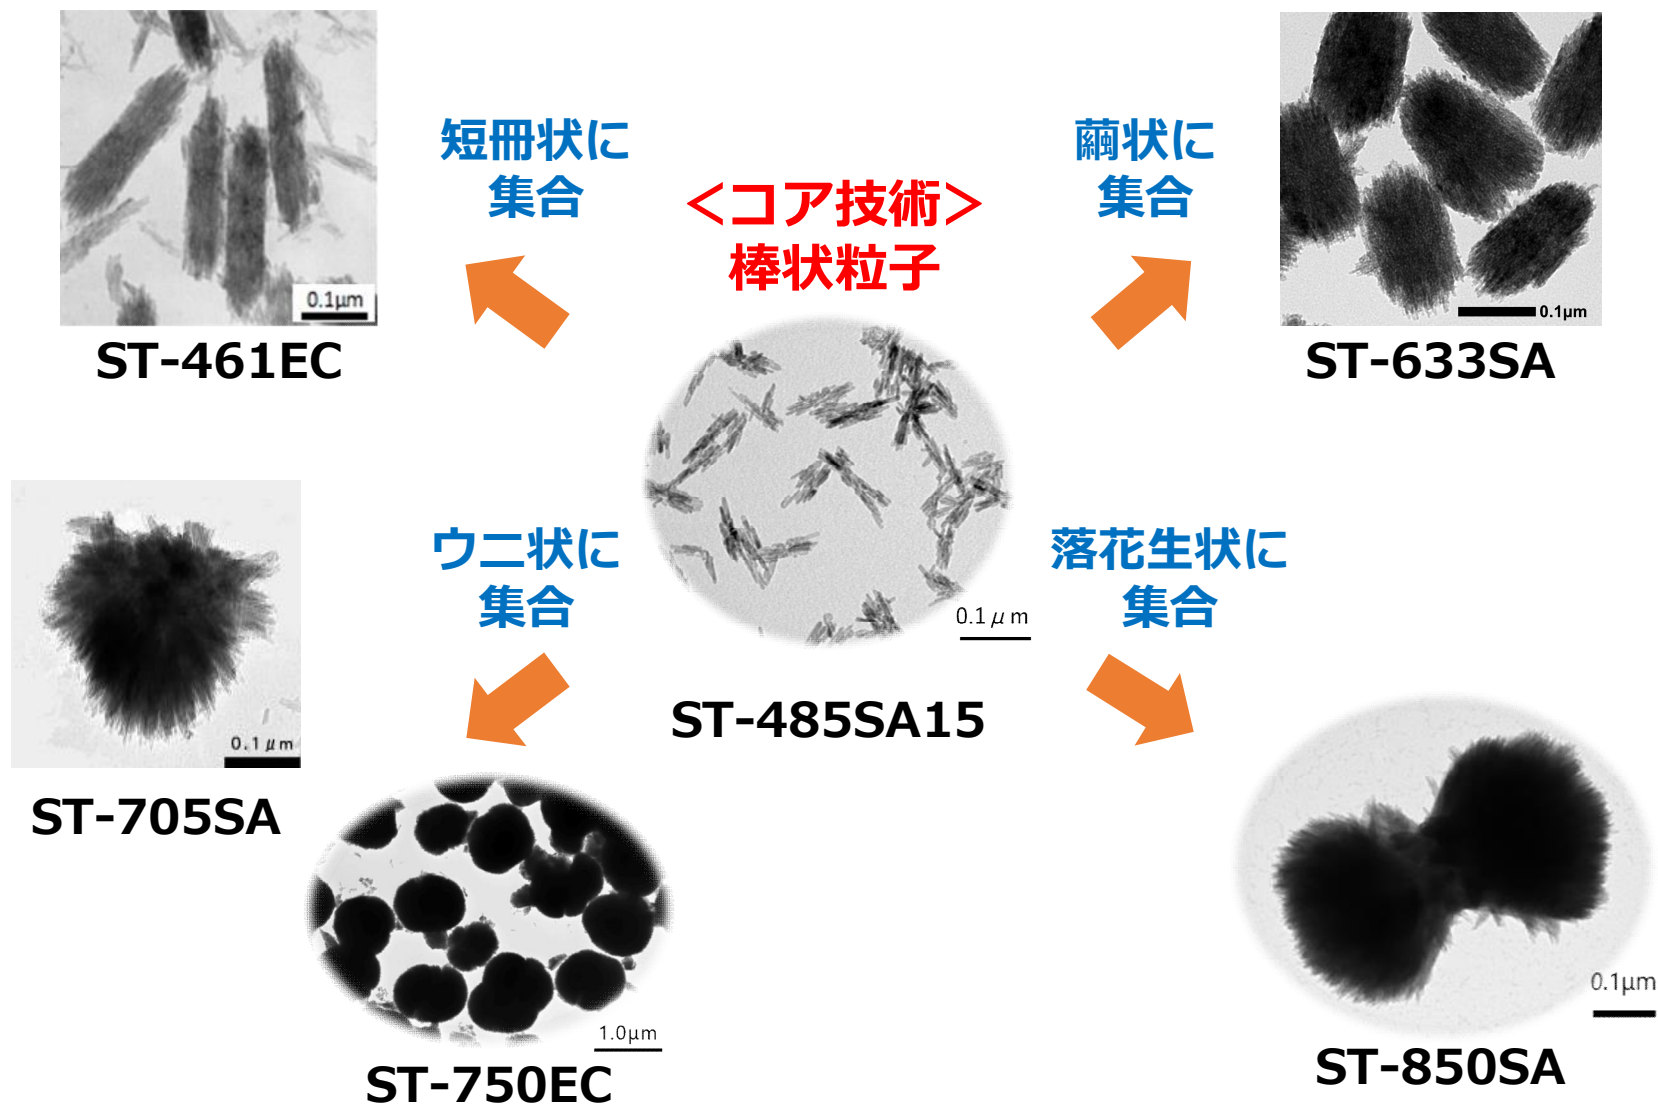 0.1μm
ST-461EC
短冊状に
集合
＜コア技術＞
棒状粒子
繭状に
集合
0.1μm
ST-633SA
ウニ状に
集合
0.1μm
ST-485SA15
落花生状に
集合
0.1μm
ST-705SA
1.0μm
ST-750EC
0.1μm
ST-850SA